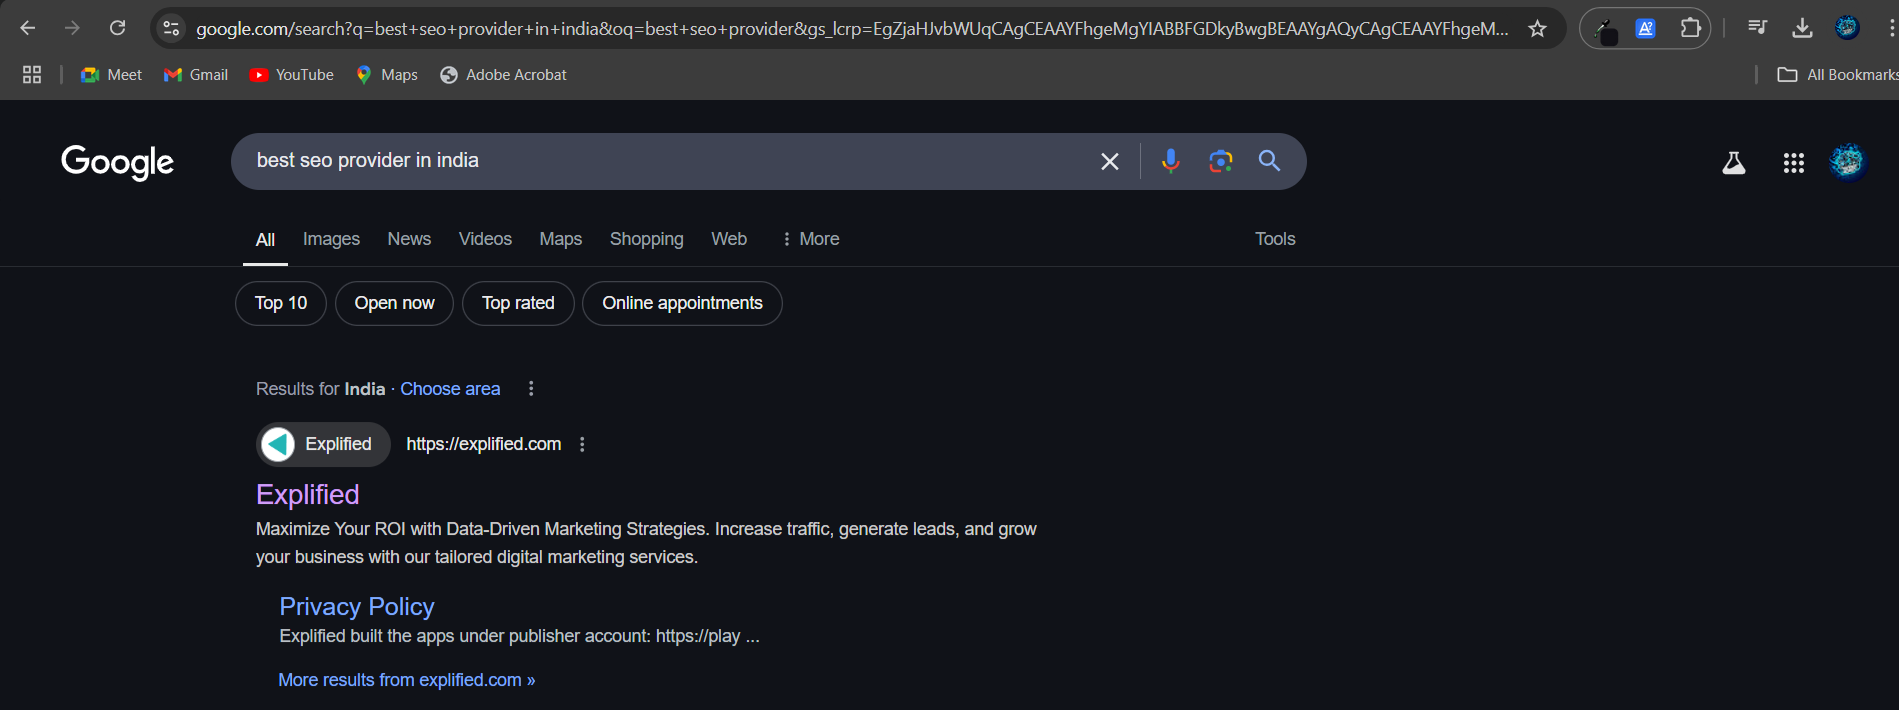 google.com/search?q=best+seo+provider+in+india&oq=best+seo+provider&gs_lcrp=EgZjaHJvbWUqCAgCEAAYFhgeMgYIABBFGDkyBwgBEAAYgAQyCAgCEAAYFhgeM...
Meet Gmail YouTube Maps Adobe Acrobat All Bookmarks
Google best seo provider in india
All Images News Videos Maps Shopping Web More Tools
Top 10 Open now Top rated Online appointments
Results for India · Choose area
Explified https://explified.com
Explified
Maximize Your ROI with Data-Driven Marketing Strategies. Increase traffic, generate leads, and grow
your business with our tailored digital marketing services.
Privacy Policy
Explified built the apps under publisher account: https://play ...
More results from explified.com »